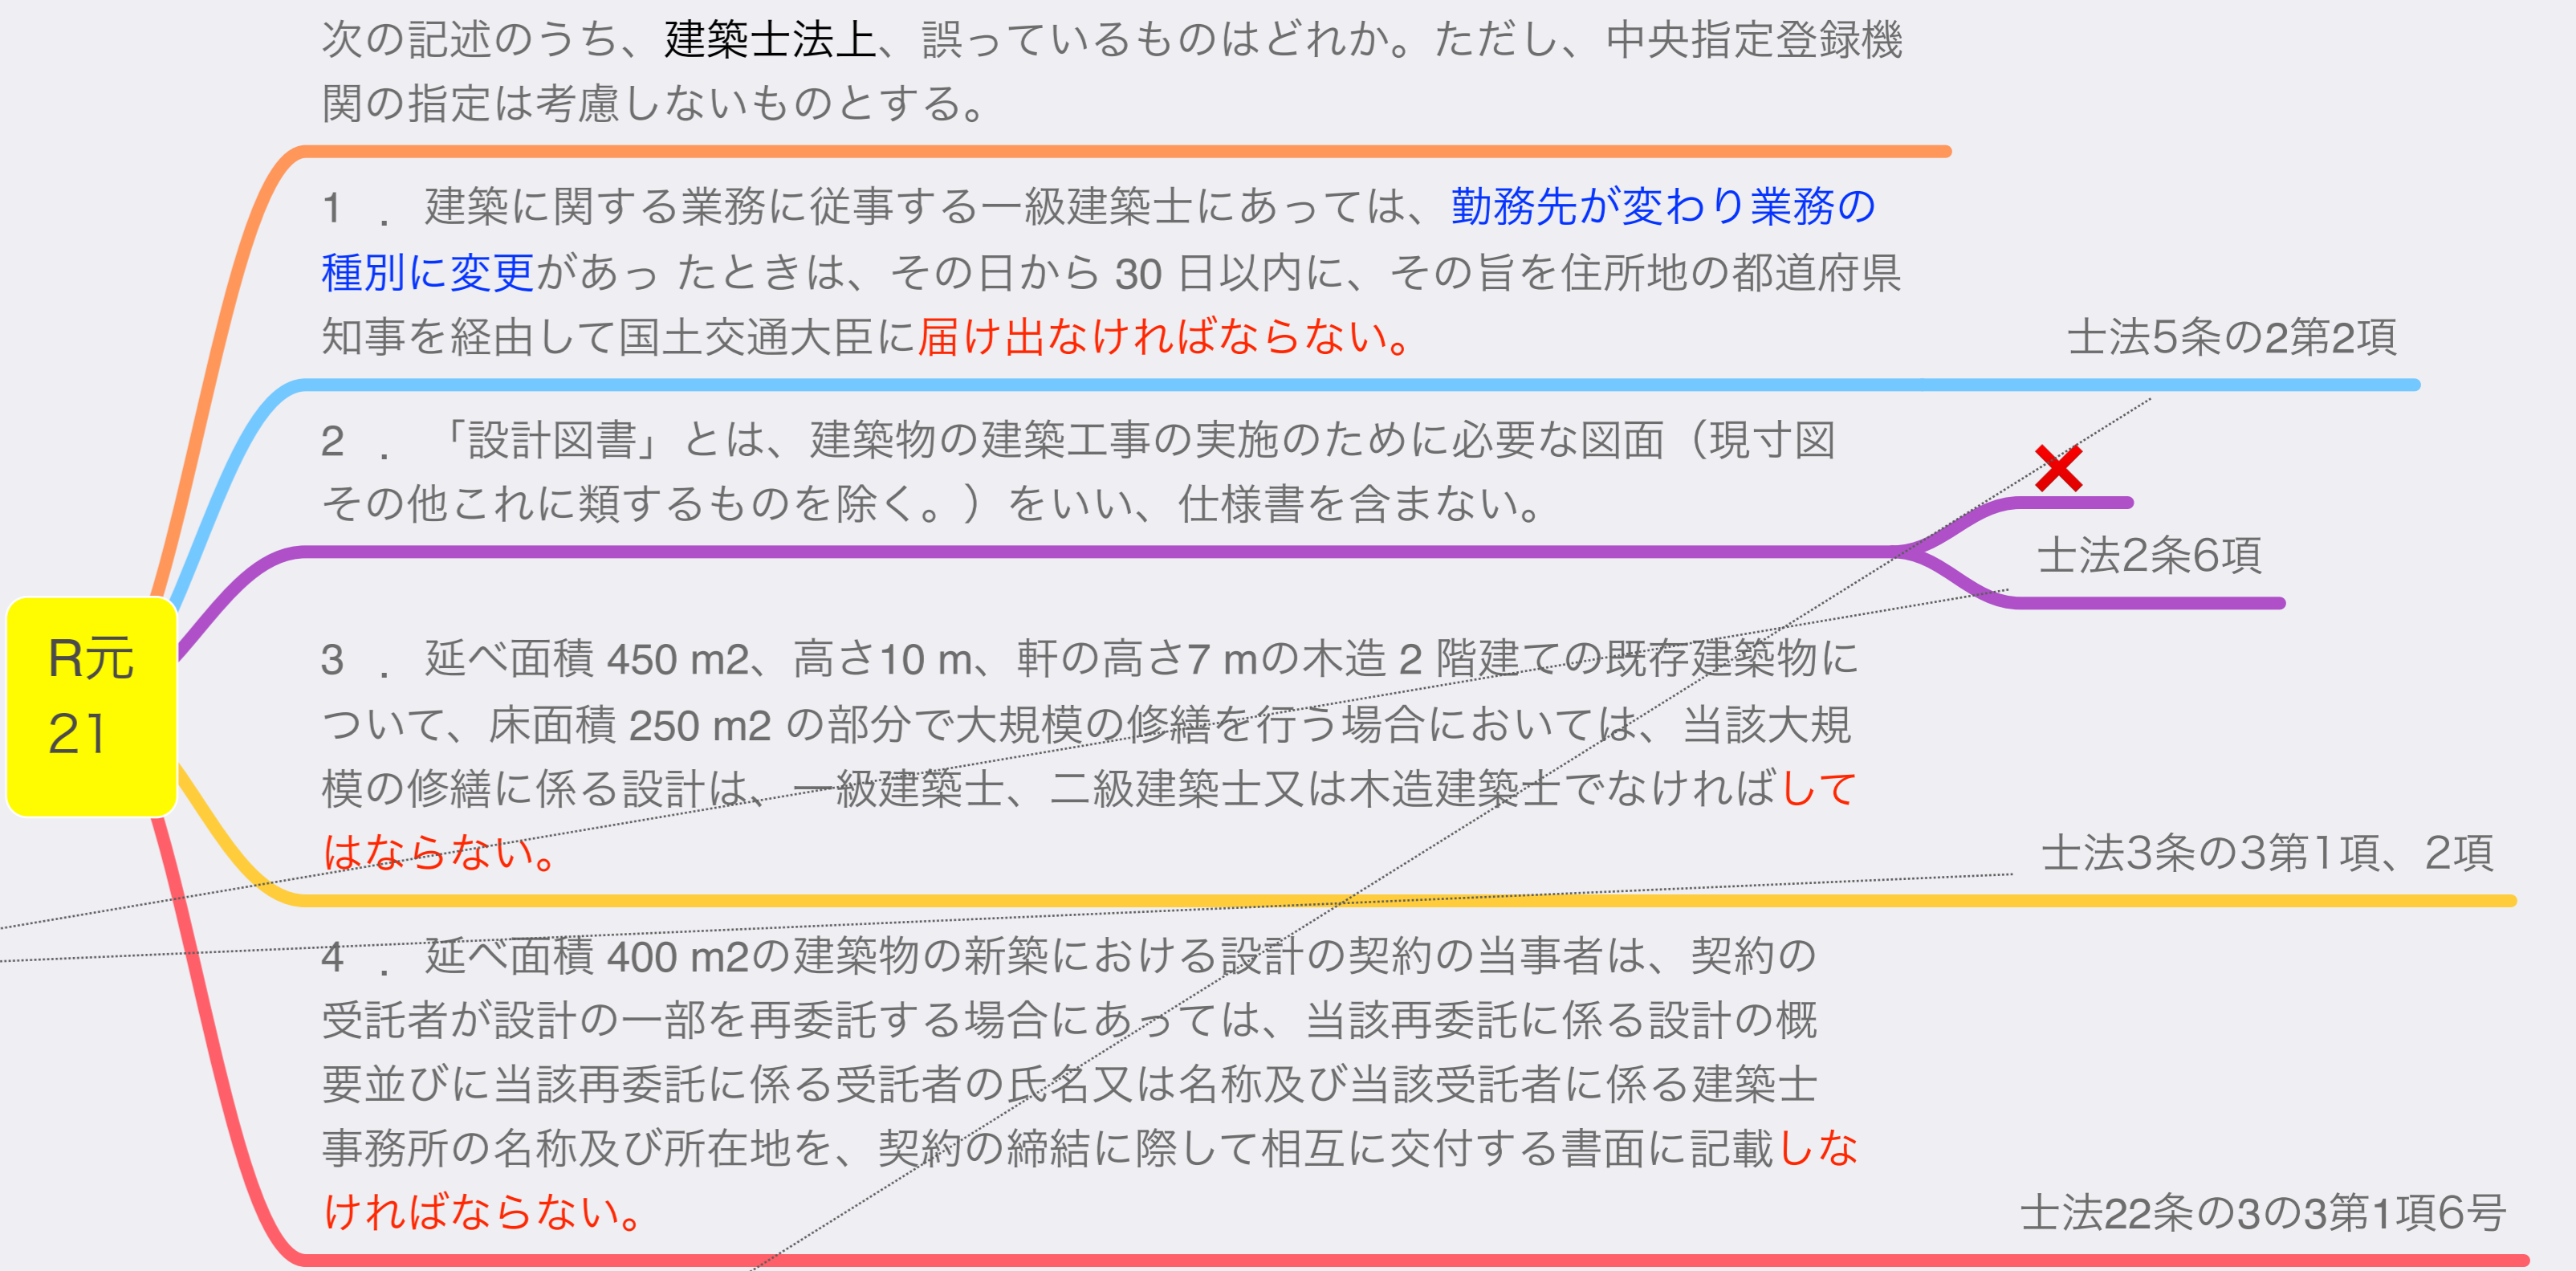 次の記述のうち、建築士法上、誤っているものはどれか。ただし、中央指定登録機
関の指定は考慮しないものとする。
1 ． 建築に関する業務に従事する一級建築士にあっては、勤務先が変わり業務の
種別に変更があっ たときは、その日から 30 日以内に、その旨を住所地の都道府県
知事を経由して国土交通大臣に届け出なければならない。
士法5条の2第2項
2 ． 「設計図書」とは、建築物の建築工事の実施のために必要な図面（現寸図
その他これに類するものを除く。）をいい、仕様書を含まない。
❌
士法2条6項
R元
21
3 ． 延べ面積 450 m2、高さ10 m、軒の高さ7 mの木造 2 階建ての既存建築物に
ついて、床面積 250 m2 の部分で大規模の修繕を行う場合においては、当該大規
模の修繕に係る設計は、一級建築士、二級建築士又は木造建築士でなければして
はならない。
士法3条の3第1項、2項
4 ． 延べ面積 400 m2の建築物の新築における設計の契約の当事者は、契約の
受託者が設計の一部を再委託する場合にあっては、当該再委託に係る設計の概
要並びに当該再委託に係る受託者の氏名又は名称及び当該受託者に係る建築士
事務所の名称及び所在地を、契約の締結に際して相互に交付する書面に記載しな
ければならない。
士法22条の3の3第1項6号